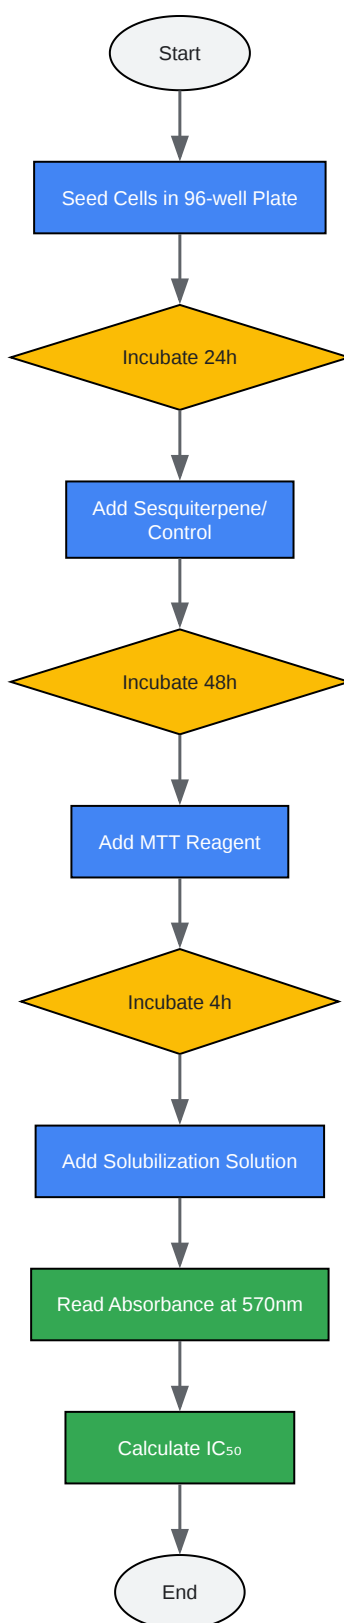 Start
Seed Cells in 96-well Plate
Incubate 24h
Add Sesquiterpene/
Control
Incubate 48h
Add MTT Reagent
Incubate 4h
Add Solubilization Solution
Read Absorbance at 570nm
Calculate IC₅₀
End